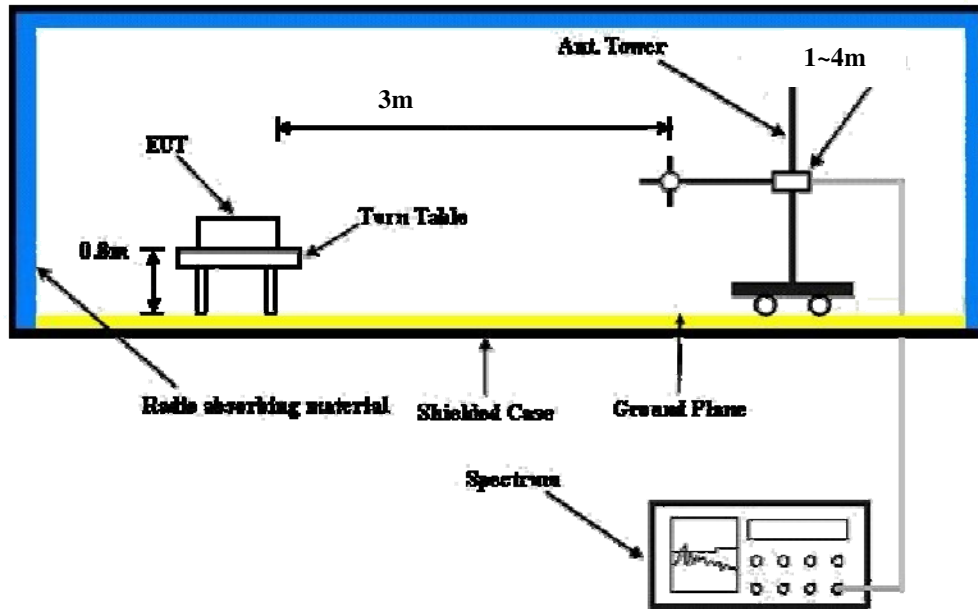 Ant. Tower
1~4m
3m
EUT
Turn Table
0.8m
Radio absorbing material
Shielded Case
Ground Plane
Spectrum